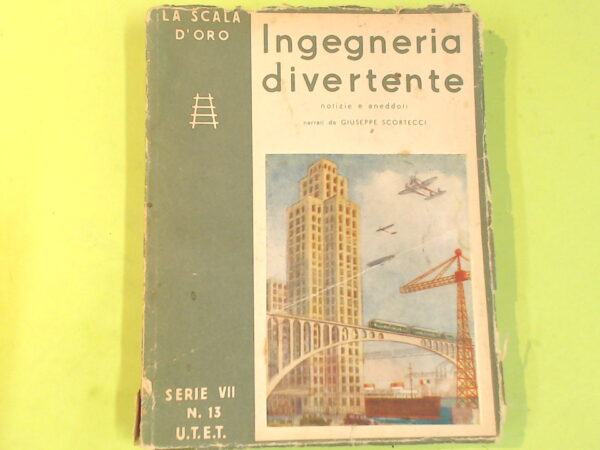 LA SCALA
D'ORO
Ingegneria
divertente
notizie e aneddoti
narrati da GIUSEPPE SCORTECCI
SERIE VII
N. 13
U.T.E.T.